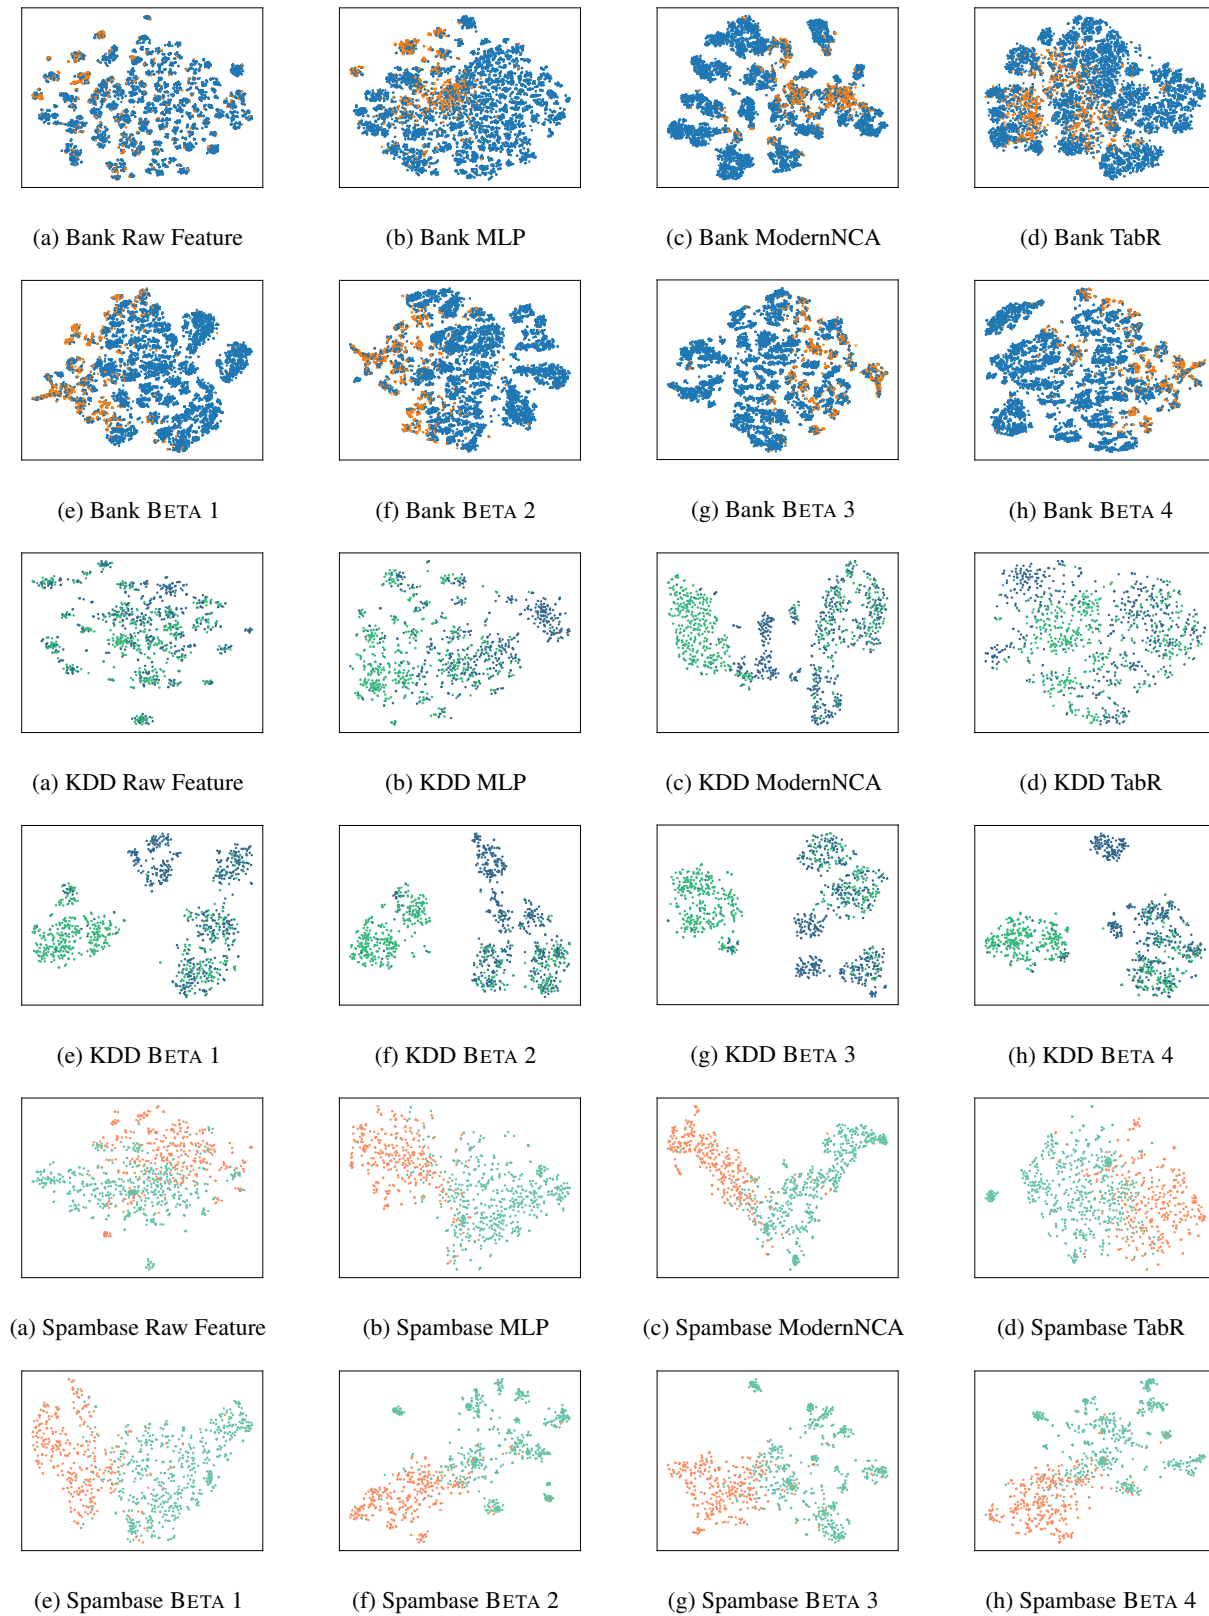 (a) Bank Raw Feature
(b) Bank MLP
(c) Bank ModernNCA
(d) Bank TabR
(e) Bank BETA 1
(f) Bank BETA 2
(g) Bank BETA 3
(h) Bank BETA 4
(a) KDD Raw Feature
(b) KDD MLP
(c) KDD ModernNCA
(d) KDD TabR
(e) KDD BETA 1
(f) KDD BETA 2
(g) KDD BETA 3
(h) KDD BETA 4
(a) Spambase Raw Feature
(b) Spambase MLP
(c) Spambase ModernNCA
(d) Spambase TabR
(e) Spambase BETA 1
(f) Spambase BETA 2
(g) Spambase BETA 3
(h) Spambase BETA 4